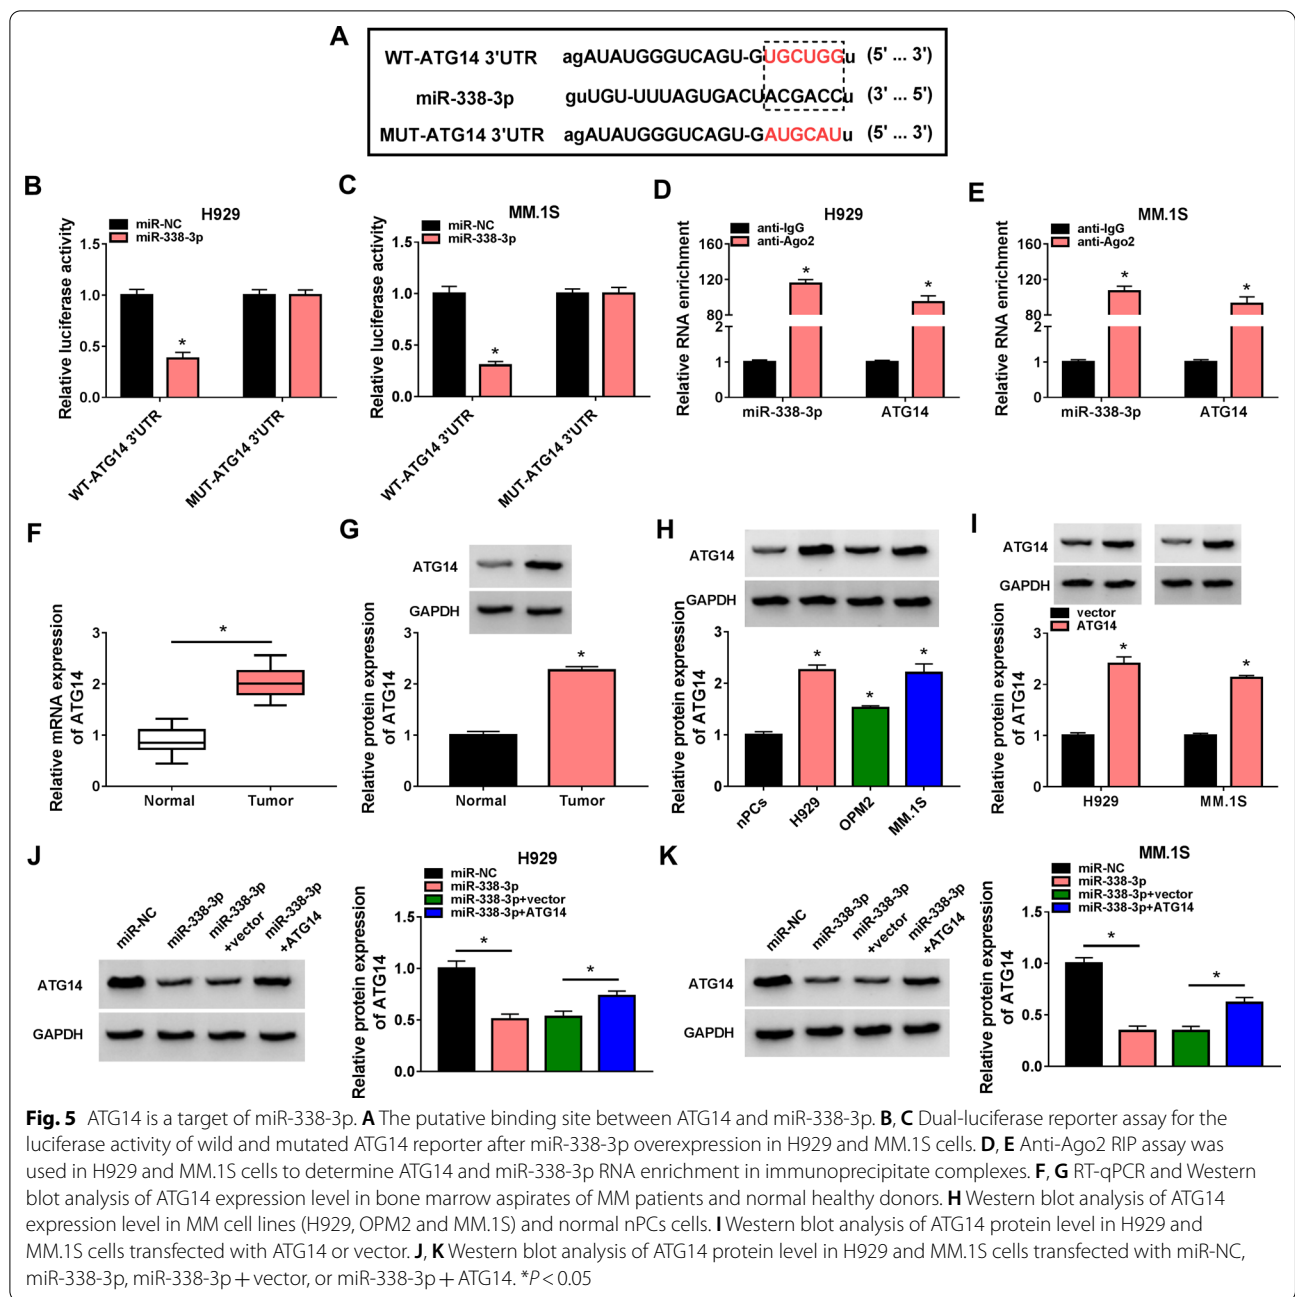 A
WT-ATG14 3'UTR agAUAUGGGUCAGU-GUGCUGGu (5' ... 3')
miR-338-3p guUGU-UUUAGUGACUACGACCu (3' ... 5')
MUT-ATG14 3'UTR agAUAUGGGUCAGU-GAUGCAUu (5' ... 3')
B
H929
miR-NC
miR-338-3p
Relative luciferase activity
1.5
1.0
0.5
0.0
*
WT-ATG14 3'UTR
MUT-ATG14 3'UTR
C
MM.1S
miR-NC
miR-338-3p
Relative luciferase activity
1.5
1.0
0.5
0.0
*
WT-ATG14 3'UTR
MUT-ATG14 3'UTR
D
H929
anti-IgG
anti-Ago2
Relative RNA enrichment
160
120
80
2
1
0
* *
miR-338-3p ATG14
E
MM.1S
anti-IgG
anti-Ago2
Relative RNA enrichment
160
120
80
2
1
0
* *
miR-338-3p ATG14
F
Relative mRNA expression
of ATG14
3
2
1
0
*
Normal Tumor
G
ATG14
GAPDH
Relative protein expression
of ATG14
3
2
1
0
*
Normal Tumor
H
ATG14
GAPDH
Relative protein expression
of ATG14
3
2
1
0
* * *
nPCs H929 OPM2 MM.1S
I
ATG14
GAPDH
vector
ATG14
Relative protein expression
of ATG14
3
2
1
0
* *
H929 MM.1S
J
miR-NC miR-338-3p miR-338-3p
+vector miR-338-3p
+ATG14
ATG14
GAPDH
H929
miR-NC
miR-338-3p
miR-338-3p+vector
miR-338-3p+ATG14
Relative protein expression
of ATG14
1.5
1.0
0.5
0.0
* *
K
miR-NC miR-338-3p miR-338-3p
+vector miR-338-3p
+ATG14
ATG14
GAPDH
MM.1S
miR-NC
miR-338-3p
miR-338-3p+vector
miR-338-3p+ATG14
Relative protein expression
of ATG14
1.5
1.0
0.5
0.0
* *
Fig. 5 ATG14 is a target of miR-338-3p. A The putative binding site between ATG14 and miR-338-3p. B, C Dual-luciferase reporter assay for the
luciferase activity of wild and mutated ATG14 reporter after miR-338-3p overexpression in H929 and MM.1S cells. D, E Anti-Ago2 RIP assay was
used in H929 and MM.1S cells to determine ATG14 and miR-338-3p RNA enrichment in immunoprecipitate complexes. F, G RT-qPCR and Western
blot analysis of ATG14 expression level in bone marrow aspirates of MM patients and normal healthy donors. H Western blot analysis of ATG14
expression level in MM cell lines (H929, OPM2 and MM.1S) and normal nPCs cells. I Western blot analysis of ATG14 protein level in H929 and
MM.1S cells transfected with ATG14 or vector. J, K Western blot analysis of ATG14 protein level in H929 and MM.1S cells transfected with miR-NC,
miR-338-3p, miR-338-3p + vector, or miR-338-3p + ATG14. *P < 0.05